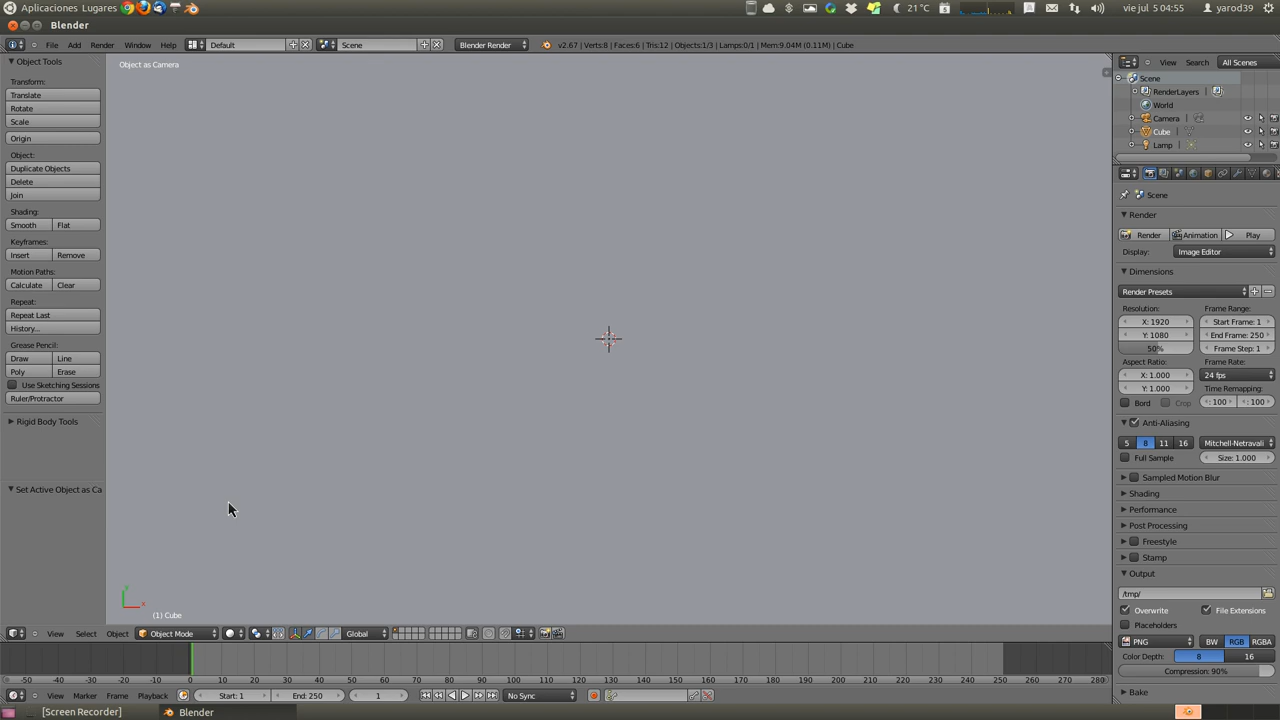 Aplicaciones Lugares
21°C
vie jul 5 04:55
yarod39
Blender
File Add Render Window Help
Default
Scene
Blender Render
v2.67 | Verts:8 | Faces:6 | Tris:12 | Objects:1/3 | Lamps:0/1 | Mem:9.04M (0.11M) | Cube
Object Tools
Transform:
Translate
Rotate
Scale
Origin
Object:
Duplicate Objects
Delete
Join
Shading:
Smooth Flat
Keyframes:
Insert Remove
Motion Paths:
Calculate Clear
Repeat:
Repeat Last
History...
Grease Pencil:
Draw Line
Poly Erase
Use Sketching Sessions
Ruler/Protractor
Rigid Body Tools
Set Active Object as Ca
Object as Camera
(1) Cube
View Search All Scenes
Scene
RenderLayers
World
Camera
Cube
Lamp
Scene
Render
Render Animation Play
Display: Image Editor
Dimensions
Render Presets
Resolution: Frame Range:
X: 1920 Start Frame: 1
Y: 1080 End Frame: 250
50% Frame Step: 1
Aspect Ratio: Frame Rate:
X: 1.000 24 fps
Y: 1.000 Time Remapping:
Bord Crop : 100 : 100
Anti-Aliasing
5 8 11 16 Mitchell-Netravali
Full Sample Size: 1.000
Sampled Motion Blur
Shading
Performance
Post Processing
Freestyle
Stamp
Output
/tmp/
Overwrite File Extensions
Placeholders
PNG BW RGB RGBA
Color Depth: 8 16
Compression: 90%
Bake
View Select Object Object Mode Global
-50 -40 -30 -20 -10 0 10 20 30 40 50 60 70 80 90 100 110 120 130 140 150 160 170 180 190 200 210 220 230 240 250 260 270 280
View Marker Frame Playback Start: 1 End: 250 1 No Sync
[Screen Recorder] Blender